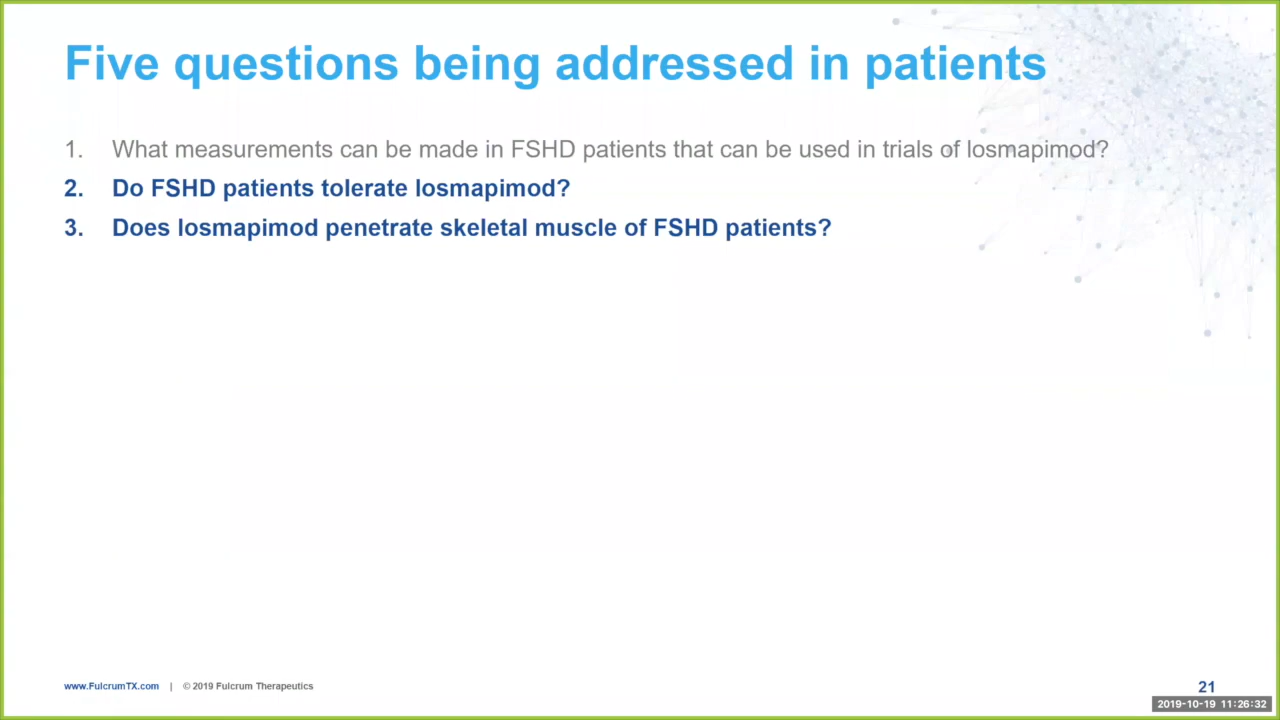 Five questions being addressed in patients
1. What measurements can be made in FSHD patients that can be used in trials of losmapimod?
2. Do FSHD patients tolerate losmapimod?
3. Does losmapimod penetrate skeletal muscle of FSHD patients?
www.FulcrumTX.com | © 2019 Fulcrum Therapeutics
21
2019-10-19 11:26:32